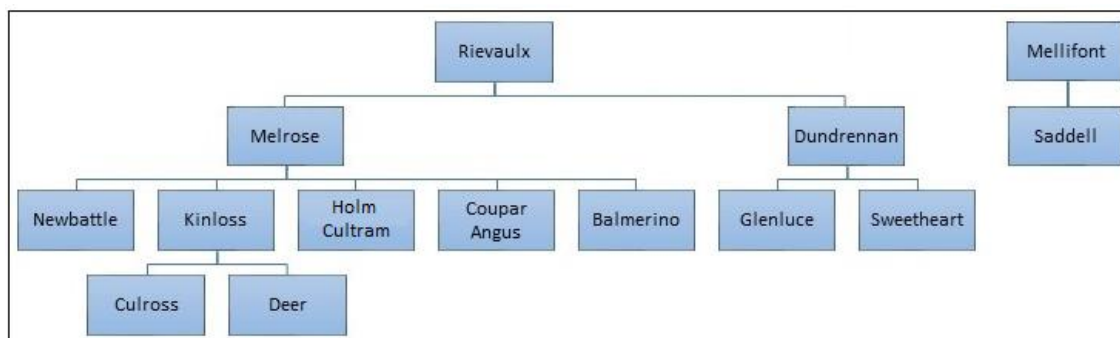 Rievaulx
Mellifont
Melrose
Dundrennan
Saddell
Newbattle
Kinloss
Holm
Cultram
Coupar
Angus
Balmerino
Glenluce
Sweetheart
Culross
Deer